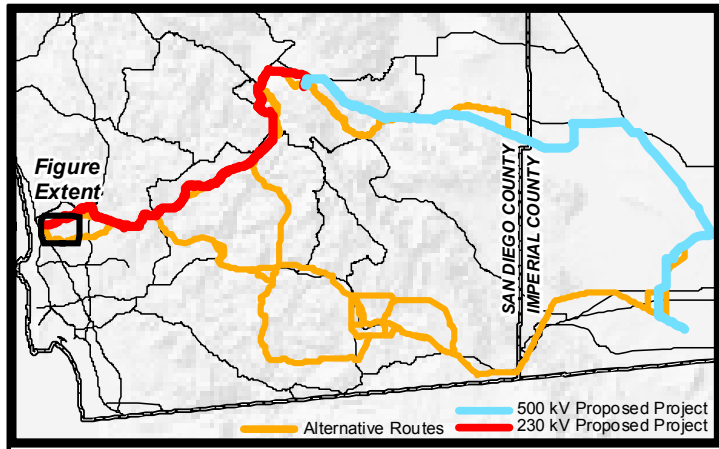 Figure
Extent
SAN DIEGO COUNTY
IMPERIAL COUNTY
500 kV Proposed Project
Alternative Routes
230 kV Proposed Project